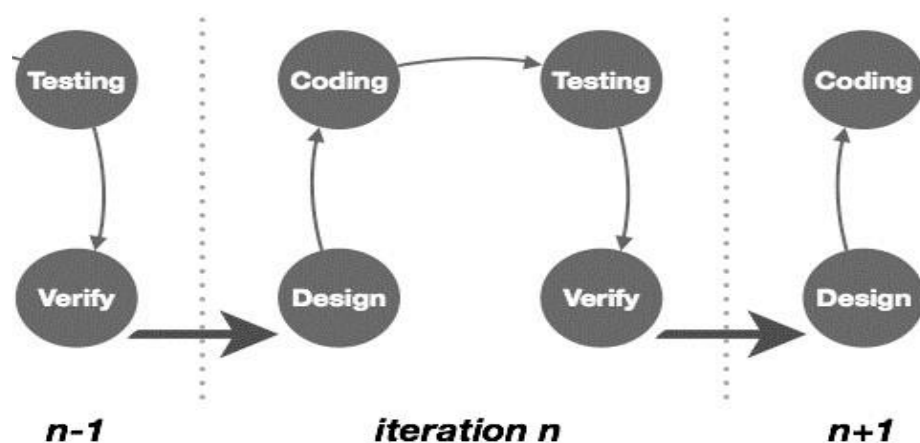 Testing
Coding
Testing
Coding
Verify
Design
Verify
Design
n-1
iteration n
n+1